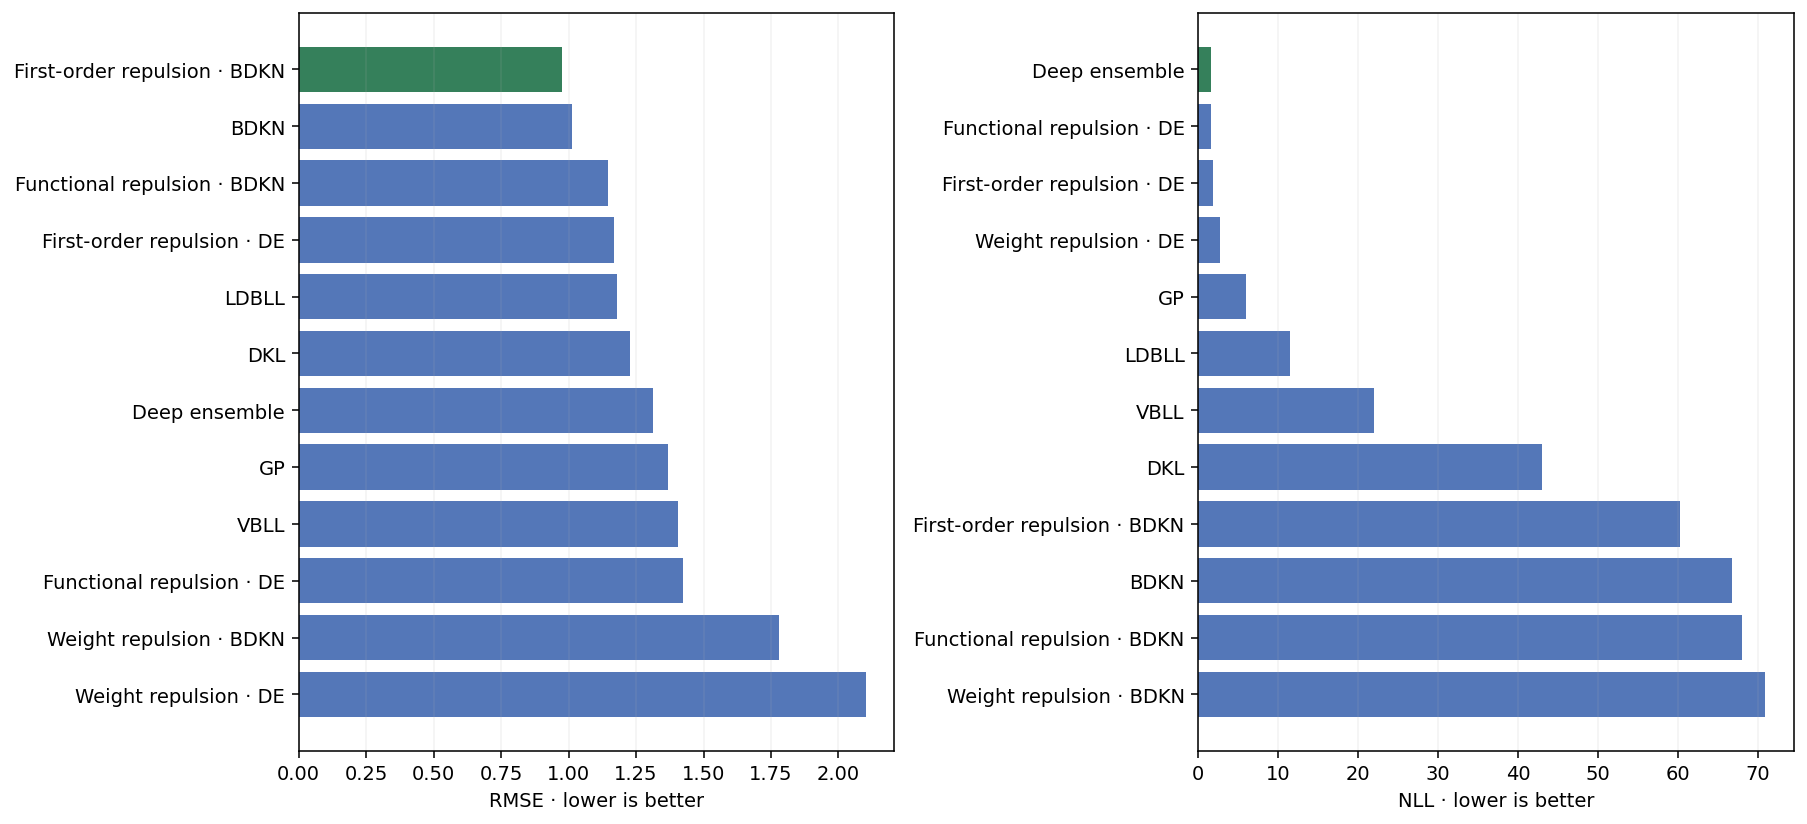 First-order repulsion · BDKN
BDKN
Functional repulsion · BDKN
First-order repulsion · DE
LDBLL
DKL
Deep ensemble
GP
VBLL
Functional repulsion · DE
Weight repulsion · BDKN
Weight repulsion · DE
0.00 0.25 0.50 0.75 1.00 1.25 1.50 1.75 2.00
RMSE · lower is better
Deep ensemble
Functional repulsion · DE
First-order repulsion · DE
Weight repulsion · DE
GP
LDBLL
VBLL
DKL
First-order repulsion · BDKN
BDKN
Functional repulsion · BDKN
Weight repulsion · BDKN
0 10 20 30 40 50 60 70
NLL · lower is better